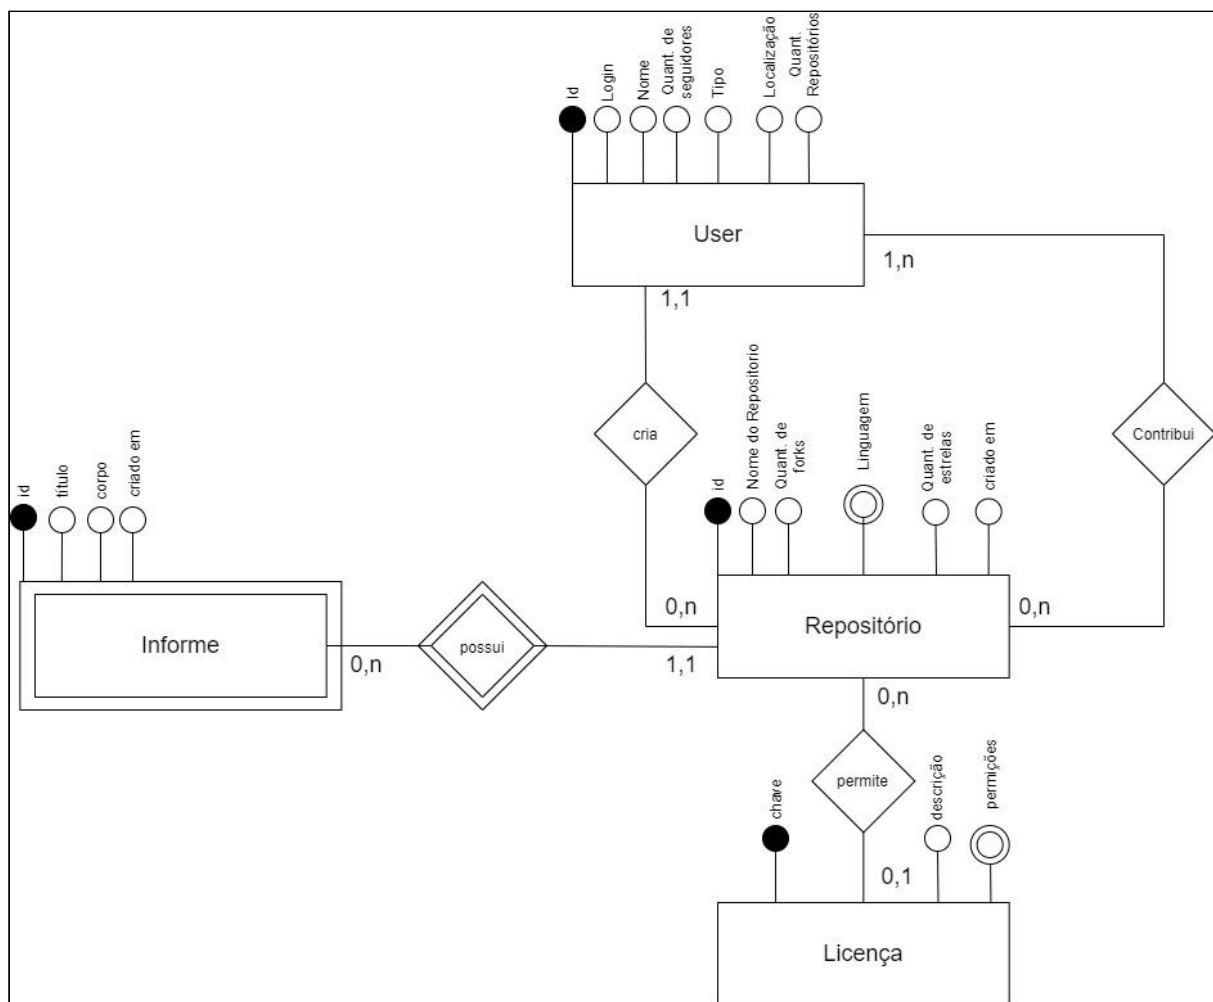 Id
Login
Nome
Quant. de
seguidores
Tipo
Localização
Quant.
Repositórios
User
1,n
1,1
cria
Contribui
id
Nome do Repositorio
Quant. de
forks
Linguagem
Quant. de
estrelas
criado em
id
título
corpo
criado em
0,n
Repositório
0,n
Informe
0,n
possui
1,1
0,n
permite
chave
descrição
permições
0,1
Licença